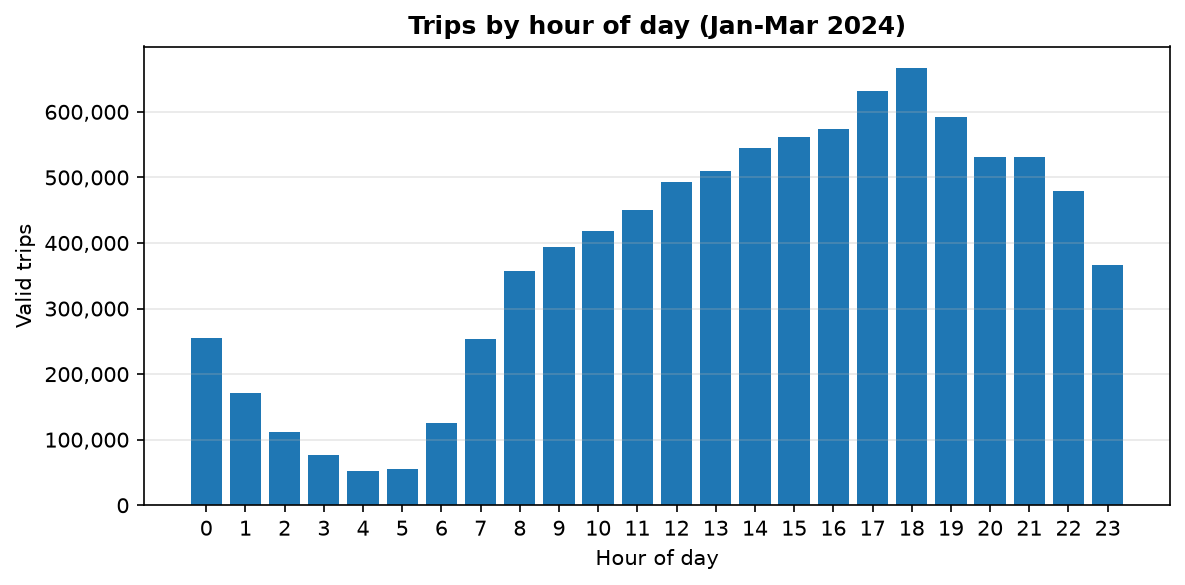 Trips by hour of day (Jan-Mar 2024)
Valid trips
600,000
500,000
400,000
300,000
200,000
100,000
0
0 1 2 3 4 5 6 7 8 9 10 11 12 13 14 15 16 17 18 19 20 21 22 23
Hour of day